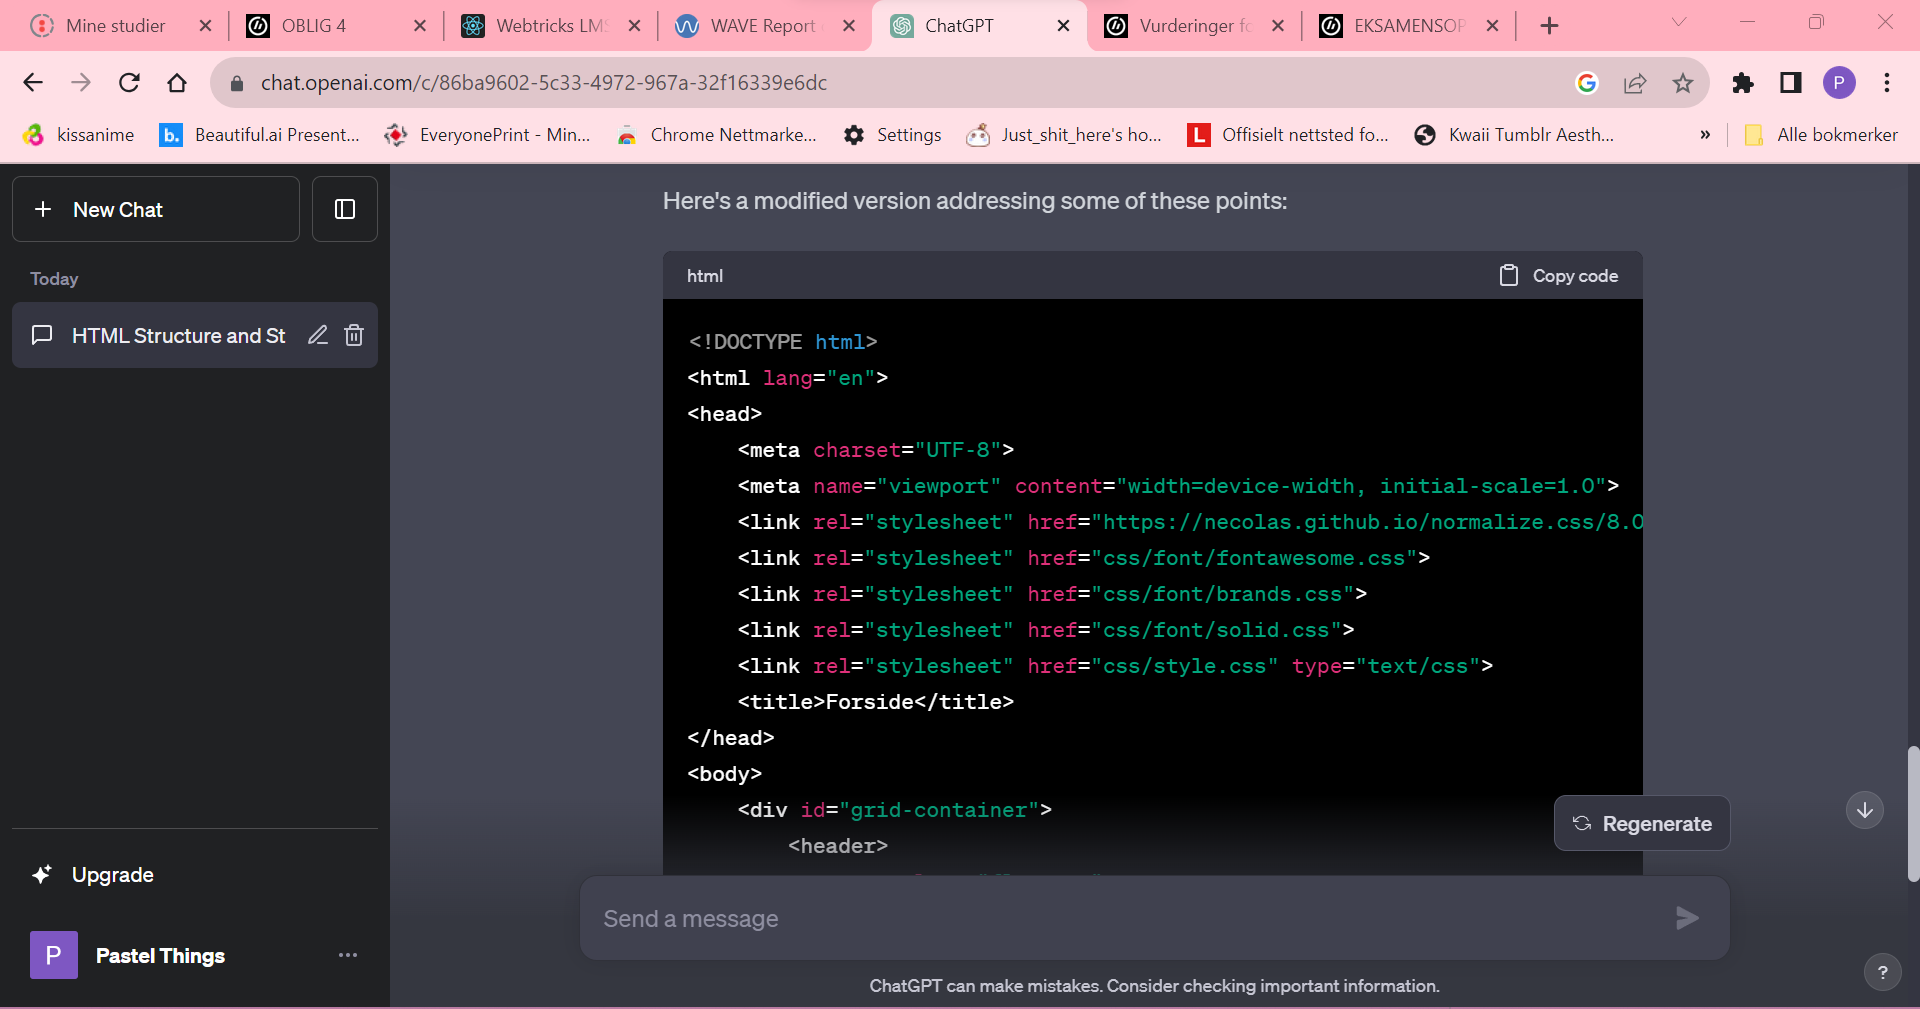 Mine studier
OBLIG 4
Webtricks LMS
WAVE Report
ChatGPT
Vurderinger fo
EKSAMENSOP
chat.openai.com/c/86ba9602-5c33-4972-967a-32f16339e6dc
P
kissanime
b.
Beautiful.ai Present...
EveryonePrint - Min...
Chrome Nettmarke...
Settings
Just_shit_here's ho...
L
Offisielt nettsted fo...
Kwaii Tumblr Aesth...
»
Alle bokmerker
New Chat
Today
HTML Structure and St
Upgrade
P
Pastel Things
Here's a modified version addressing some of these points:
html
Copy code
<!DOCTYPE html>
<html lang="en">
<head>
    <meta charset="UTF-8">
    <meta name="viewport" content="width=device-width, initial-scale=1.0">
    <link rel="stylesheet" href="https://necolas.github.io/normalize.css/8.0
    <link rel="stylesheet" href="css/font/fontawesome.css">
    <link rel="stylesheet" href="css/font/brands.css">
    <link rel="stylesheet" href="css/font/solid.css">
    <link rel="stylesheet" href="css/style.css" type="text/css">
    <title>Forside</title>
</head>
<body>
    <div id="grid-container">
        <header>
Regenerate
Send a message
ChatGPT can make mistakes. Consider checking important information.
?